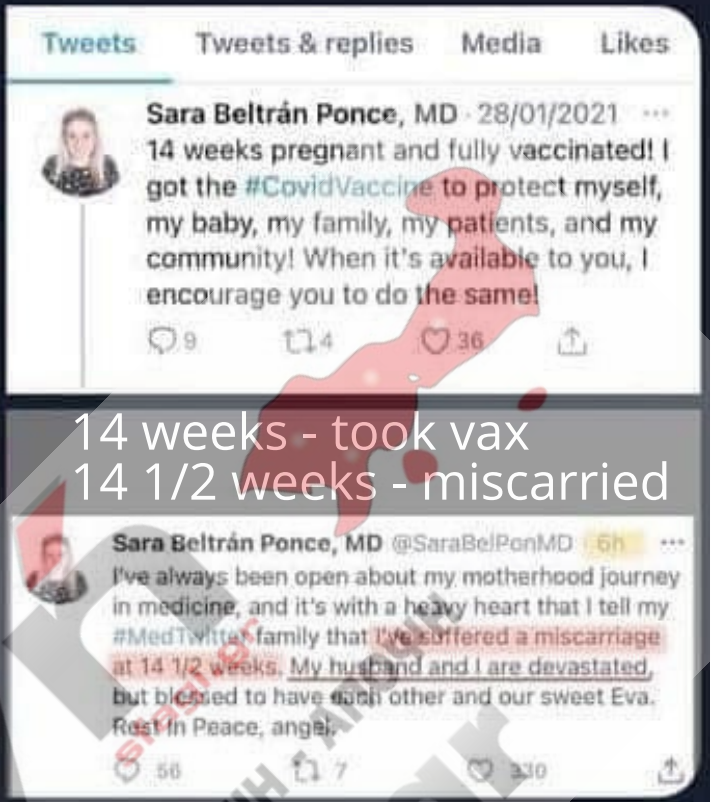 Tweets Tweets & replies Media Likes
Sara Beltrán Ponce, MD · 28/01/2021 ...
14 weeks pregnant and fully vaccinated! I
got the #CovidVaccine to protect myself,
my baby, my family, my patients, and my
community! When it's available to you, I
encourage you to do the same!
9 4 36
14 weeks - took vax
14 1/2 weeks - miscarried
Sara Beltrán Ponce, MD @SaraBelPonMD 6h ...
I've always been open about my motherhood journey
in medicine, and it's with a heavy heart that I tell my
#MedTwitter family that I've suffered a miscarriage
at 14 1/2 weeks. My husband and I are devastated,
but blessed to have each other and our sweet Eva.
Rest in Peace, angel.
56 7 330